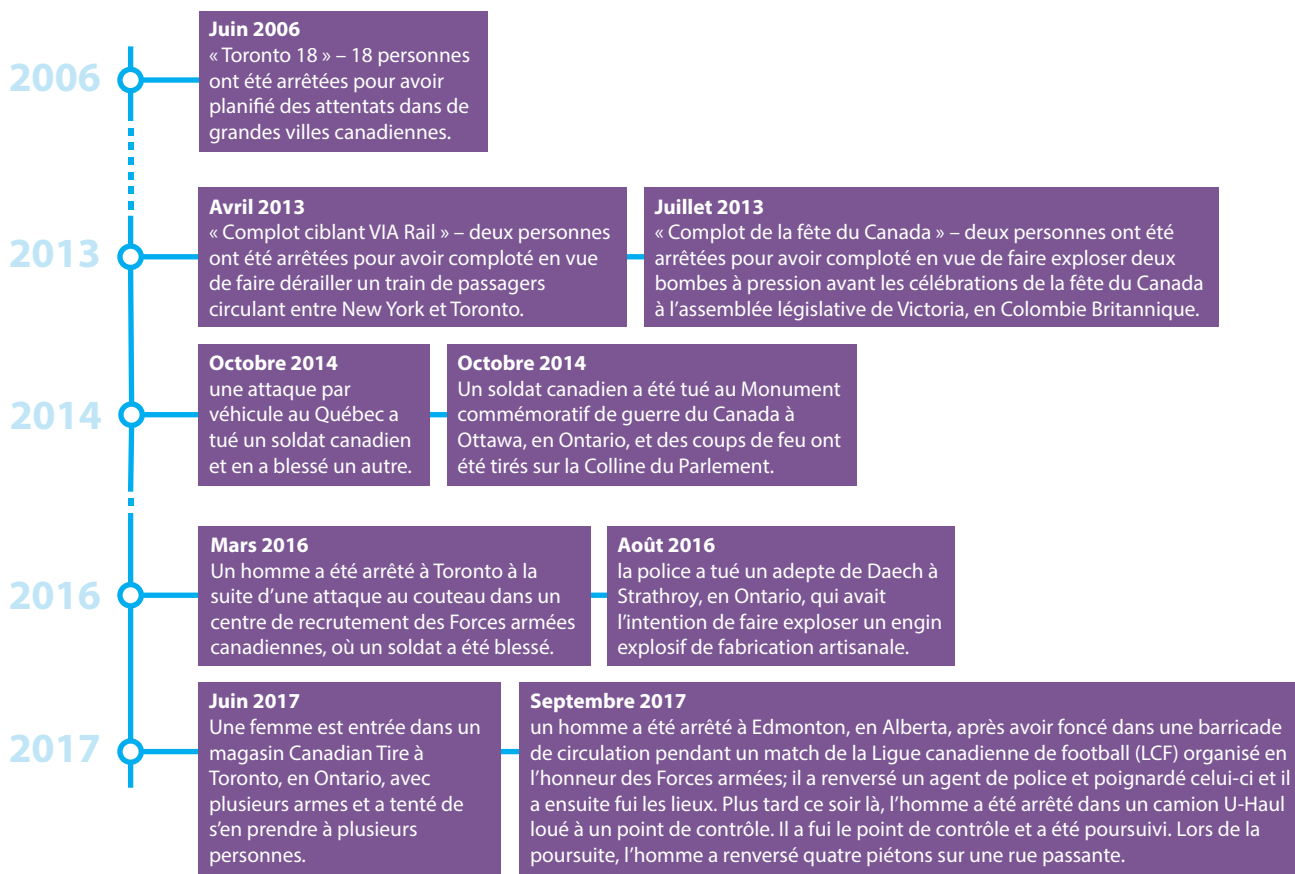 2006
Juin 2006
« Toronto 18 » – 18 personnes
ont été arrêtées pour avoir
planifié des attentats dans de
grandes villes canadiennes.
2013
Avril 2013
« Complot ciblant VIA Rail » – deux personnes
ont été arrêtées pour avoir comploté en vue
de faire dérailler un train de passagers
circulant entre New York et Toronto.
Juillet 2013
« Complot de la fête du Canada » – deux personnes ont été
arrêtées pour avoir comploté en vue de faire exploser deux
bombes à pression avant les célébrations de la fête du Canada
à l’assemblée législative de Victoria, en Colombie Britannique.
2014
Octobre 2014
une attaque par
véhicule au Québec a
tué un soldat canadien
et en a blessé un autre.
Octobre 2014
Un soldat canadien a été tué au Monument
commémoratif de guerre du Canada à
Ottawa, en Ontario, et des coups de feu ont
été tirés sur la Colline du Parlement.
2016
Mars 2016
Un homme a été arrêté à Toronto à la
suite d’une attaque au couteau dans un
centre de recrutement des Forces armées
canadiennes, où un soldat a été blessé.
Août 2016
la police a tué un adepte de Daech à
Strathroy, en Ontario, qui avait
l’intention de faire exploser un engin
explosif de fabrication artisanale.
2017
Juin 2017
Une femme est entrée dans un
magasin Canadian Tire à
Toronto, en Ontario, avec
plusieurs armes et a tenté de
s’en prendre à plusieurs
personnes.
Septembre 2017
un homme a été arrêté à Edmonton, en Alberta, après avoir foncé dans une barricade
de circulation pendant un match de la Ligue canadienne de football (LCF) organisé en
l’honneur des Forces armées; il a renversé un agent de police et poignardé celui-ci et il
a ensuite fui les lieux. Plus tard ce soir là, l’homme a été arrêté dans un camion U-Haul
loué à un point de contrôle. Il a fui le point de contrôle et a été poursuivi. Lors de la
poursuite, l’homme a renversé quatre piétons sur une rue passante.